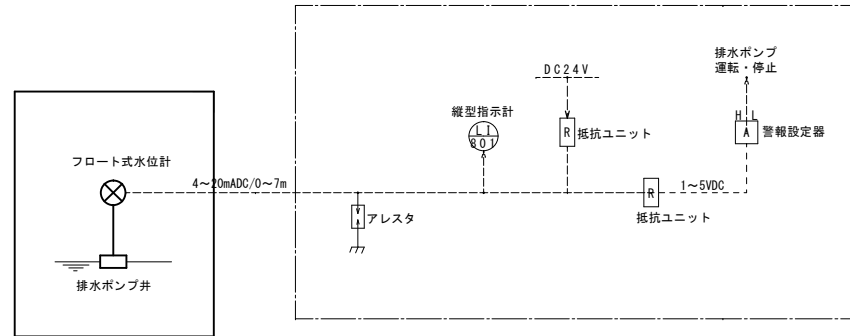 排水ポンプ
運転・停止
DC24V
縦型指示計
H L
LI
801
R
抵抗ユニット
A
警報設定器
フロート式水位計
4～20mADC/0～7m
R
1～5VDC
アレスタ
抵抗ユニット
排水ポンプ井